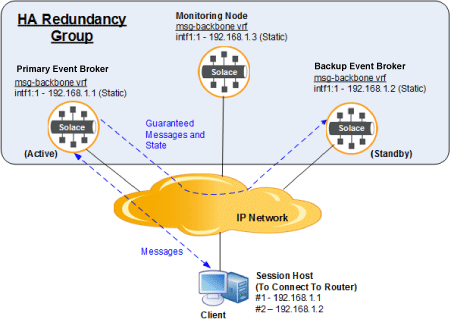 HA Redundancy
Group
Monitoring Node
msg-backbone vrf
intf1:1 - 192.168.1.3 (Static)
Solace
Primary Event Broker
msg-backbone vrf
intf1:1 - 192.168.1.1 (Static)
Solace
(Active)
Backup Event Broker
msg-backbone vrf
intf1:1 - 192.168.1.2 (Static)
Solace
(Standby)
Guaranteed
Messages and
State
IP Network
Messages
Session Host
(To Connect To Router)
#1 - 192.168.1.1
#2 – 192.168.1.2
Client